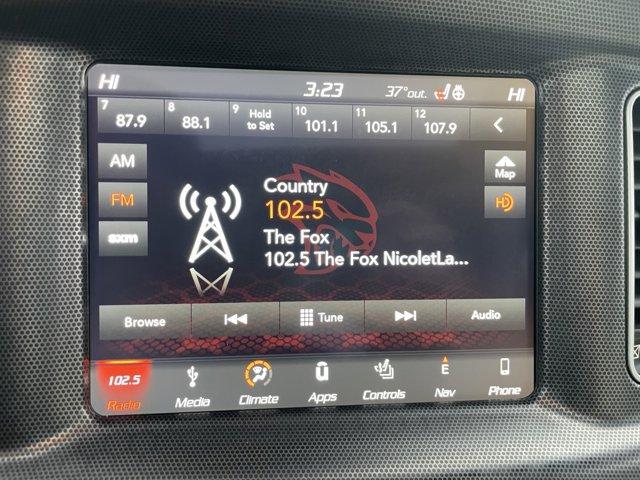 HI 3:23 37°out. HI
7 87.9 8 88.1 9 Hold to Set 10 101.1 11 105.1 12 107.9
AM
Map
FM
HD
sxm
Country
102.5
The Fox
102.5 The Fox NicoletLa...
Browse Tune Audio
102.5
Radio Media Climate Apps Controls E Nav Phone